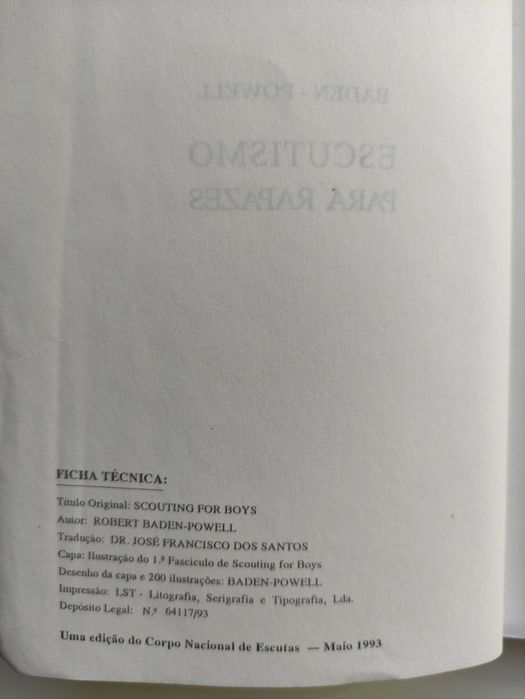 BADEN - POWELL
ESCUTISMO
PARA RAPAZES
FICHA TÉCNICA:
Título Original: SCOUTING FOR BOYS
Autor: ROBERT BADEN-POWELL
Tradução: DR. JOSÉ FRANCISCO DOS SANTOS
Capa: Ilustração do 1.º Fascículo de Scouting for Boys
Desenho da capa e 200 ilustrações: BADEN-POWELL
Impressão: LST - Litografia, Serigrafia e Tipografia, Lda.
Depósito Legal: N.º 64117/93
Uma edição do Corpo Nacional de Escutas — Maio 1993